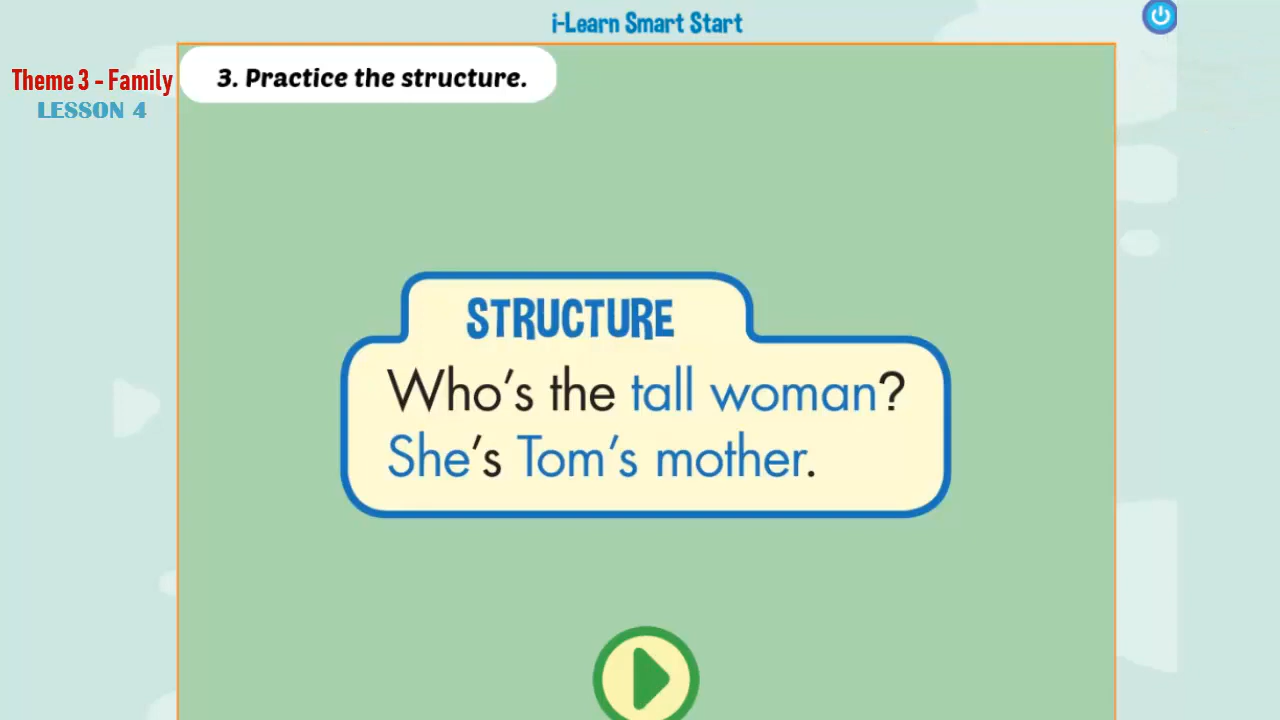 i-Learn Smart Start
Theme 3 - Family
LESSON 4
3. Practice the structure.
STRUCTURE
Who's the tall woman?
She's Tom's mother.